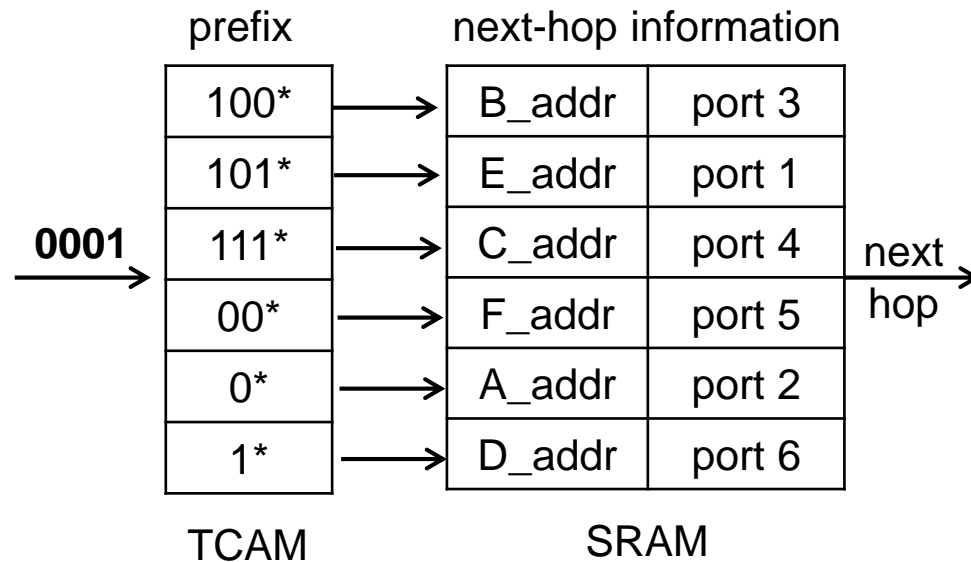 prefix next-hop information
100* B_addr port 3
101* E_addr port 1
0001 111* C_addr port 4 next
00* F_addr port 5 hop
0* A_addr port 2
1* D_addr port 6
TCAM SRAM